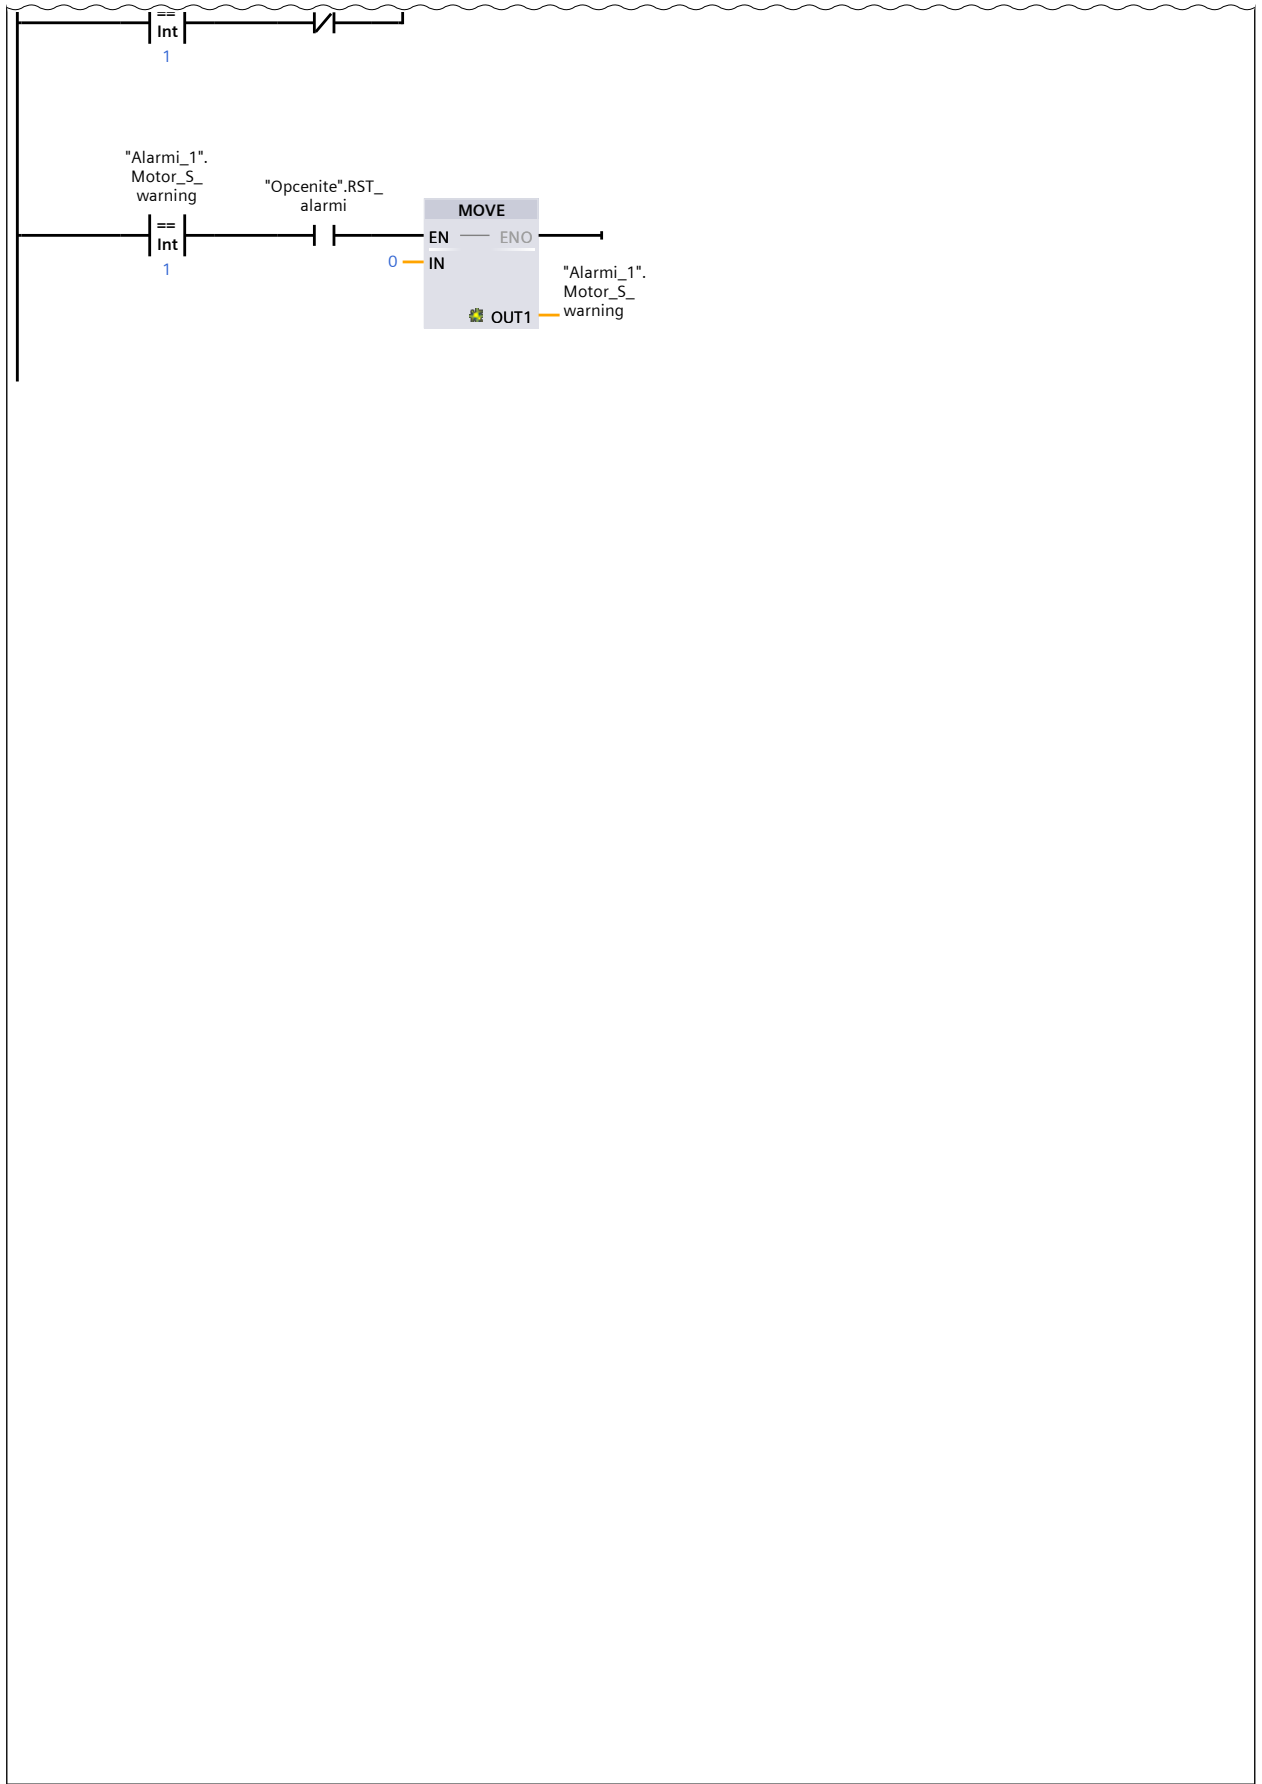 ==
Int
1
"Alarmi_1".
Motor_S_
warning
==
Int
1
"Opcenite".RST_
alarmi
MOVE
EN ENO
0 IN
OUT1
"Alarmi_1".
Motor_S_
warning